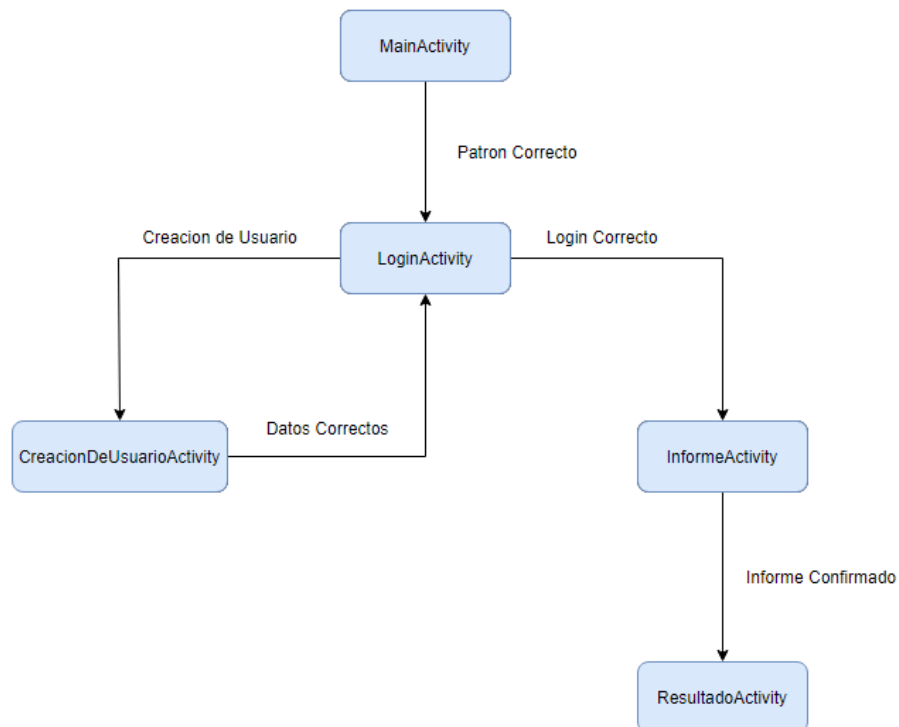 MainActivity
Patron Correcto
Creacion de Usuario
Login Correcto
LoginActivity
Datos Correctos
CreacionDeUsuarioActivity
InformeActivity
Informe Confirmado
ResultadoActivity